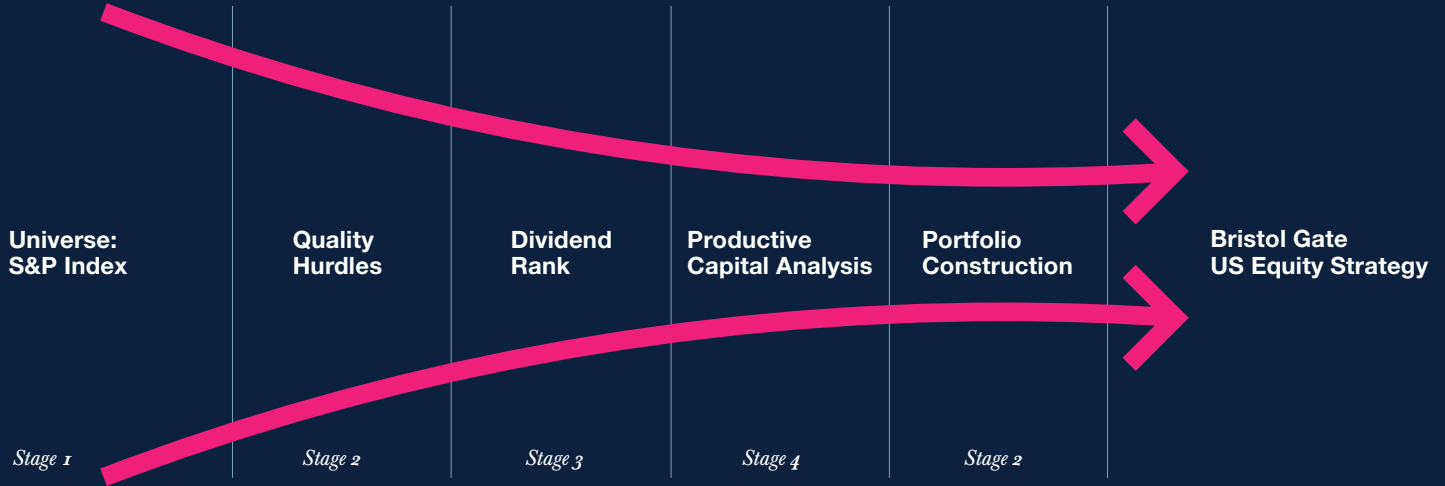 Universe:
S&P Index
Quality
Hurdles
Dividend
Rank
Productive
Capital Analysis
Portfolio
Construction
Bristol Gate
US Equity Strategy
Stage 1
Stage 2
Stage 3
Stage 4
Stage 2